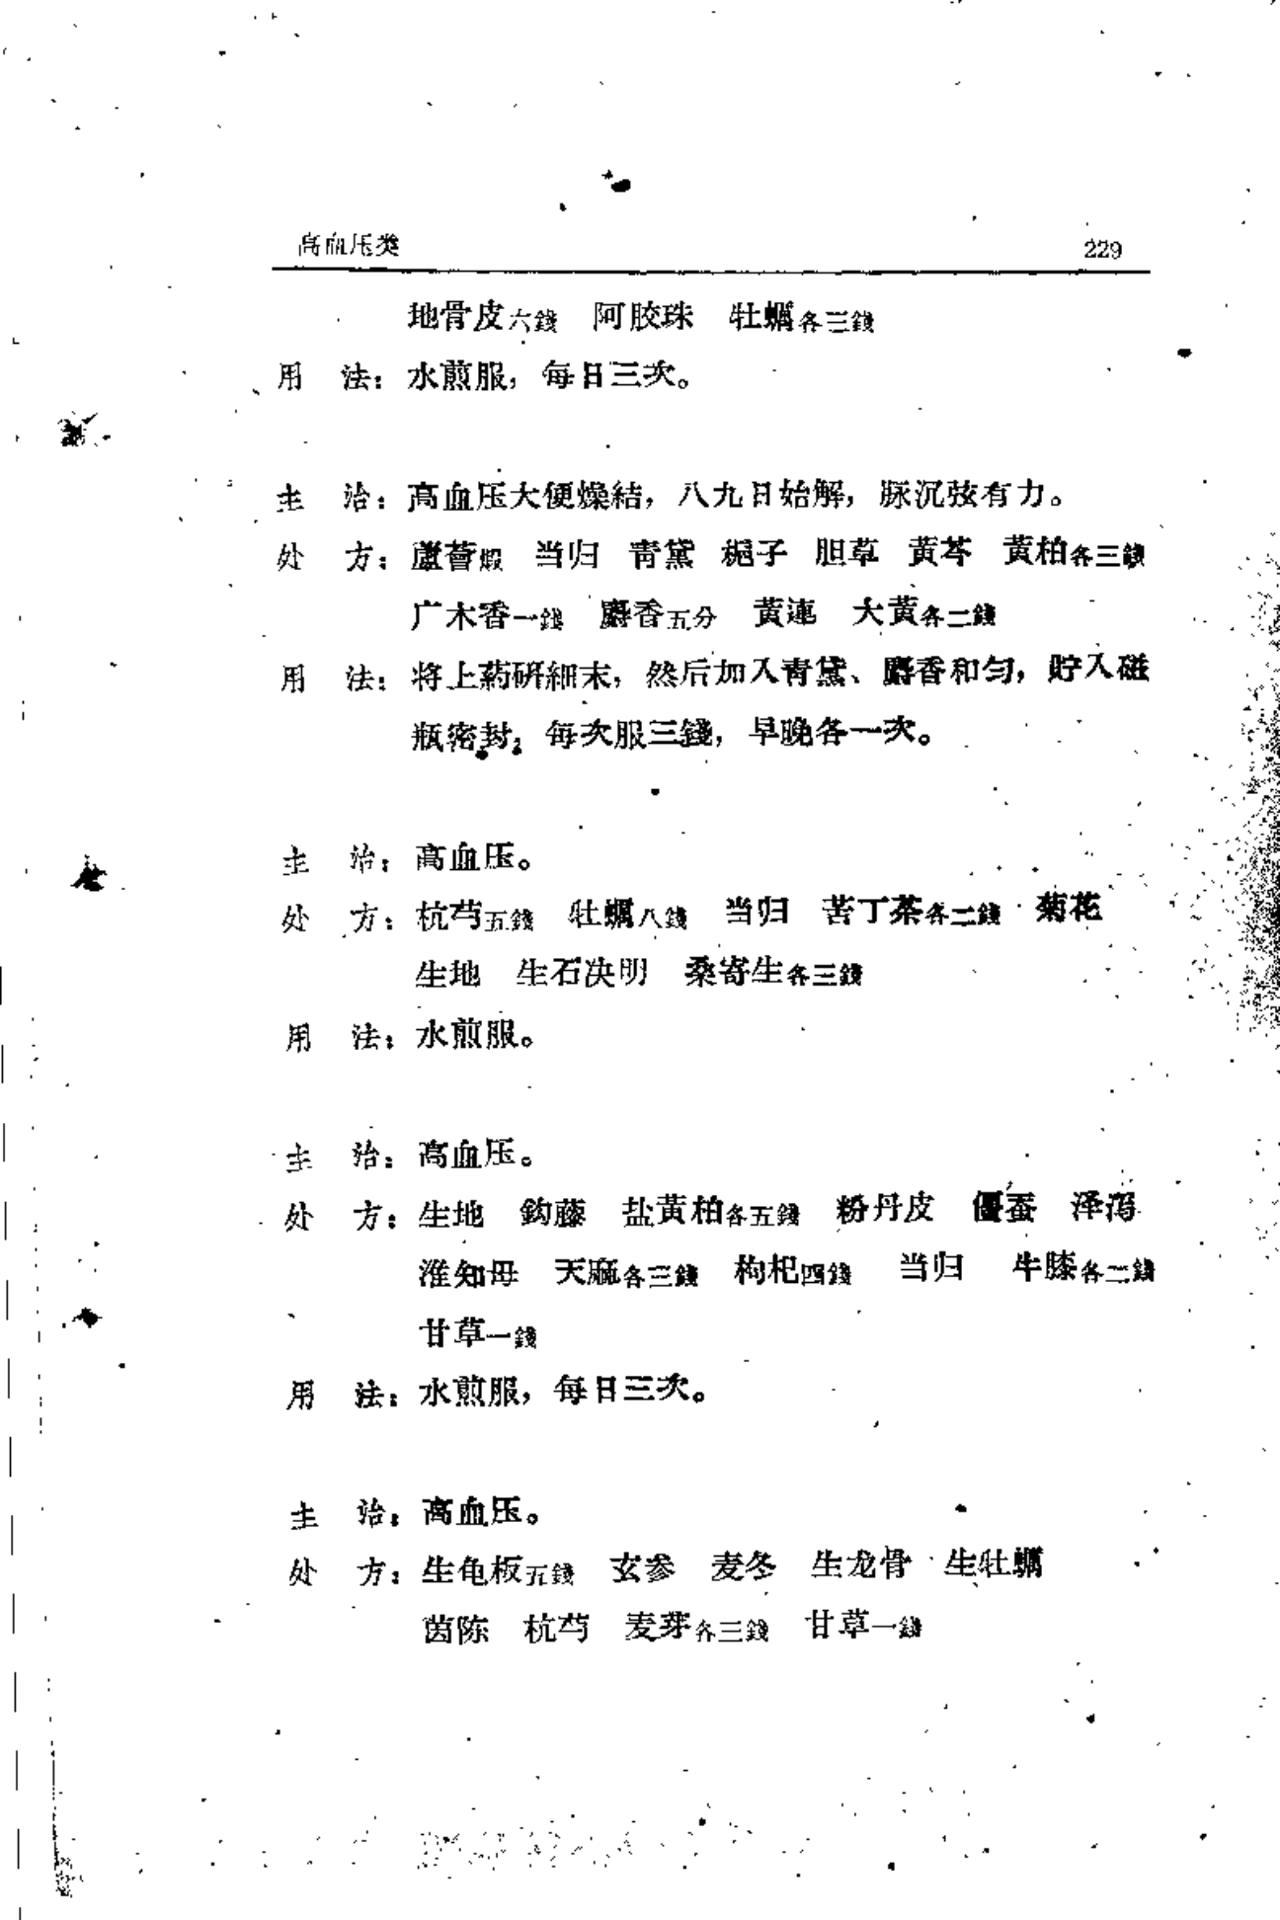 高血压类 229
地骨皮六錢 阿胶珠 牡蠣各三錢
用 法：水煎服，每日三次。
主 治：高血压大便燥結，八九日始解，脉沉弦有力。
处 方：蘆薈煅 当归 青黛 梔子 胆草 黃芩 黃柏各三錢
广木香一錢 麝香五分 黄連 大黄各二錢
用 法：将上药研細末，然后加入青黛、麝香和匀，貯入磁
瓶密封，每次服三錢，早晚各一次。
主 治：高血压。
处 方：杭芍五錢 牡蠣八錢 当归 苦丁茶各二錢 菊花
生地 生石决明 桑寄生各三錢
用 法：水煎服。
主 治：高血压。
处 方：生地 鈎藤 盐黃柏各五錢 粉丹皮 僵蚕 泽泻
淮知母 天麻各三錢 枸杞四錢 当归 牛膝各二錢
甘草一錢
用 法：水煎服，每日三次。
主 治：高血压。
处 方：生龟板五錢 玄参 麦冬 生龙骨 生牡蠣
茵陈 杭芍 麦芽各三錢 甘草一錢